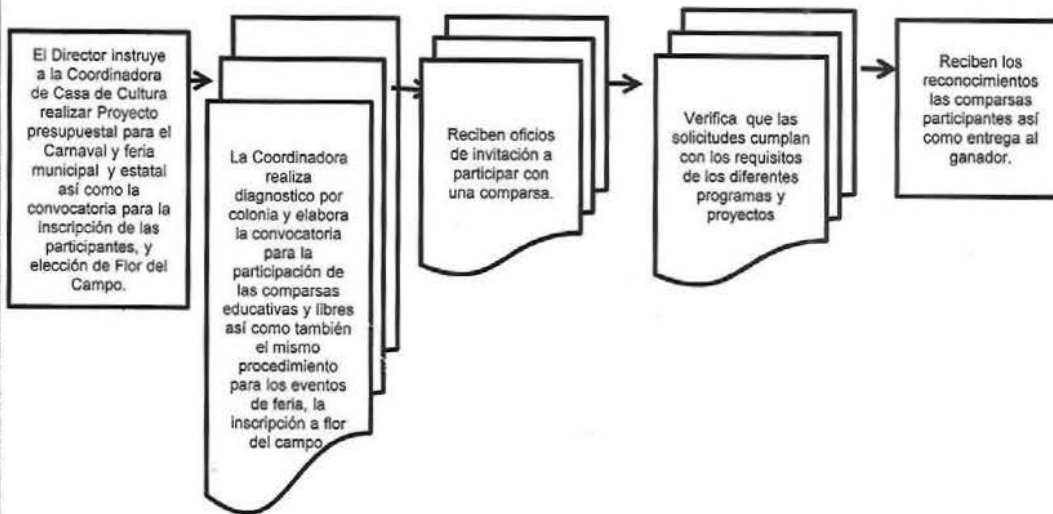 El Director instruye
a la Coordinadora
de Casa de Cultura
realizar Proyecto
presupuestal para el
Carnaval y feria
municipal y estatal
así como la
convocatoria para la
inscripción de las
participantes, y
elección de Flor del
Campo.
La Coordinadora
realiza
diagnostico por
colonia y elabora
la convocatoria
para la
participación de
las comparsas
educativas y libres
así como también
el mismo
procedimiento
para los eventos
de feria, la
inscripción a flor
del campo
Reciben oficios
de invitación a
participar con
una comparsa.
Verifica que las
solicitudes cumplan
con los requisitos
de los diferentes
programas y
proyectos
Reciben los
reconocimientos
las comparsas
participantes así
como entrega al
ganador.